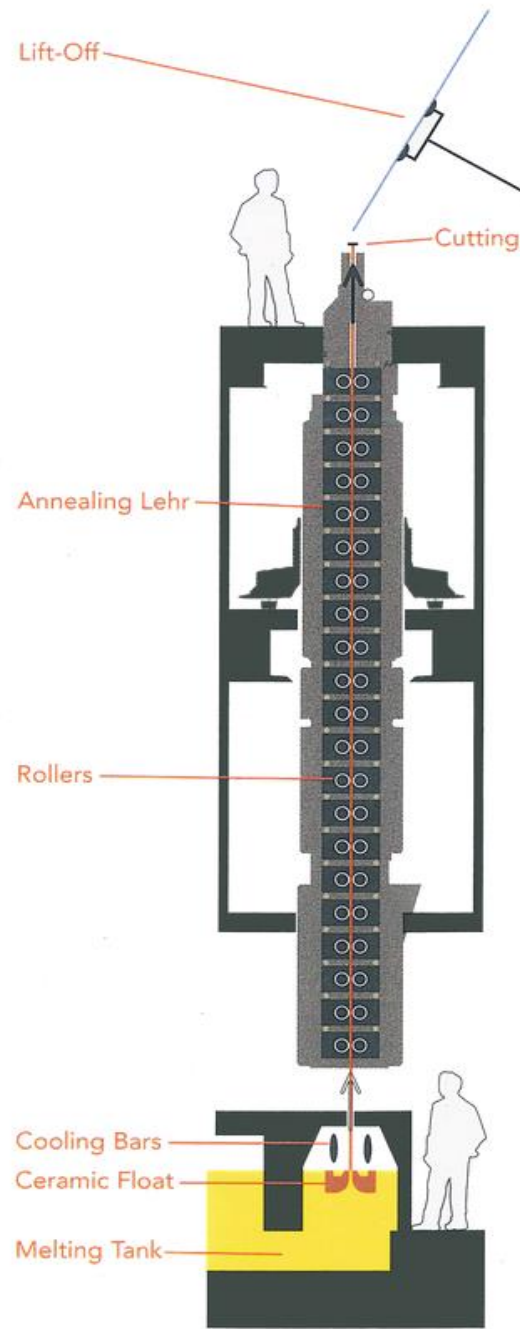 Lift-Off
Cutting
Annealing Lehr
Rollers
Cooling Bars
Ceramic Float
Melting Tank